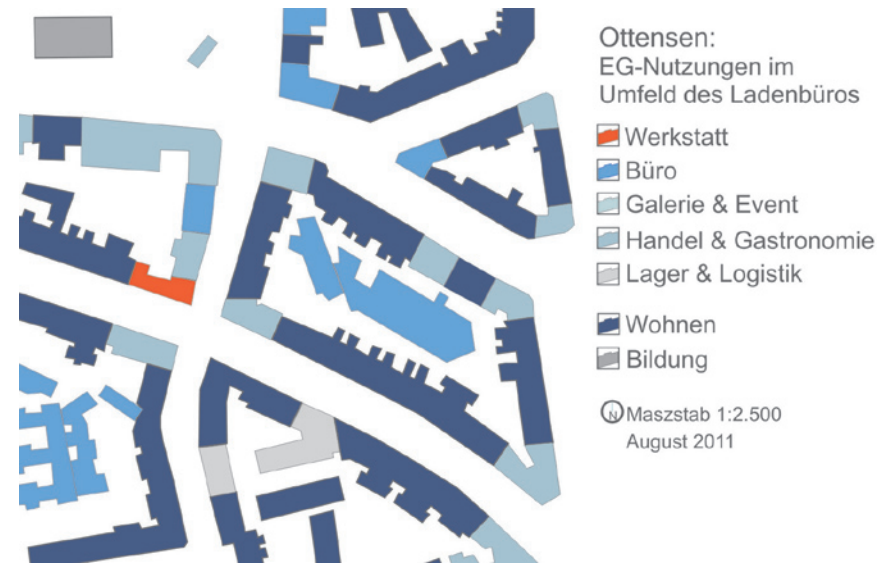 Ottensen:
EG-Nutzungen im
Umfeld des Ladenbüros
Werkstatt
Büro
Galerie & Event
Handel & Gastronomie
Lager & Logistik
Wohnen
Bildung
N Maszstab 1:2.500
August 2011